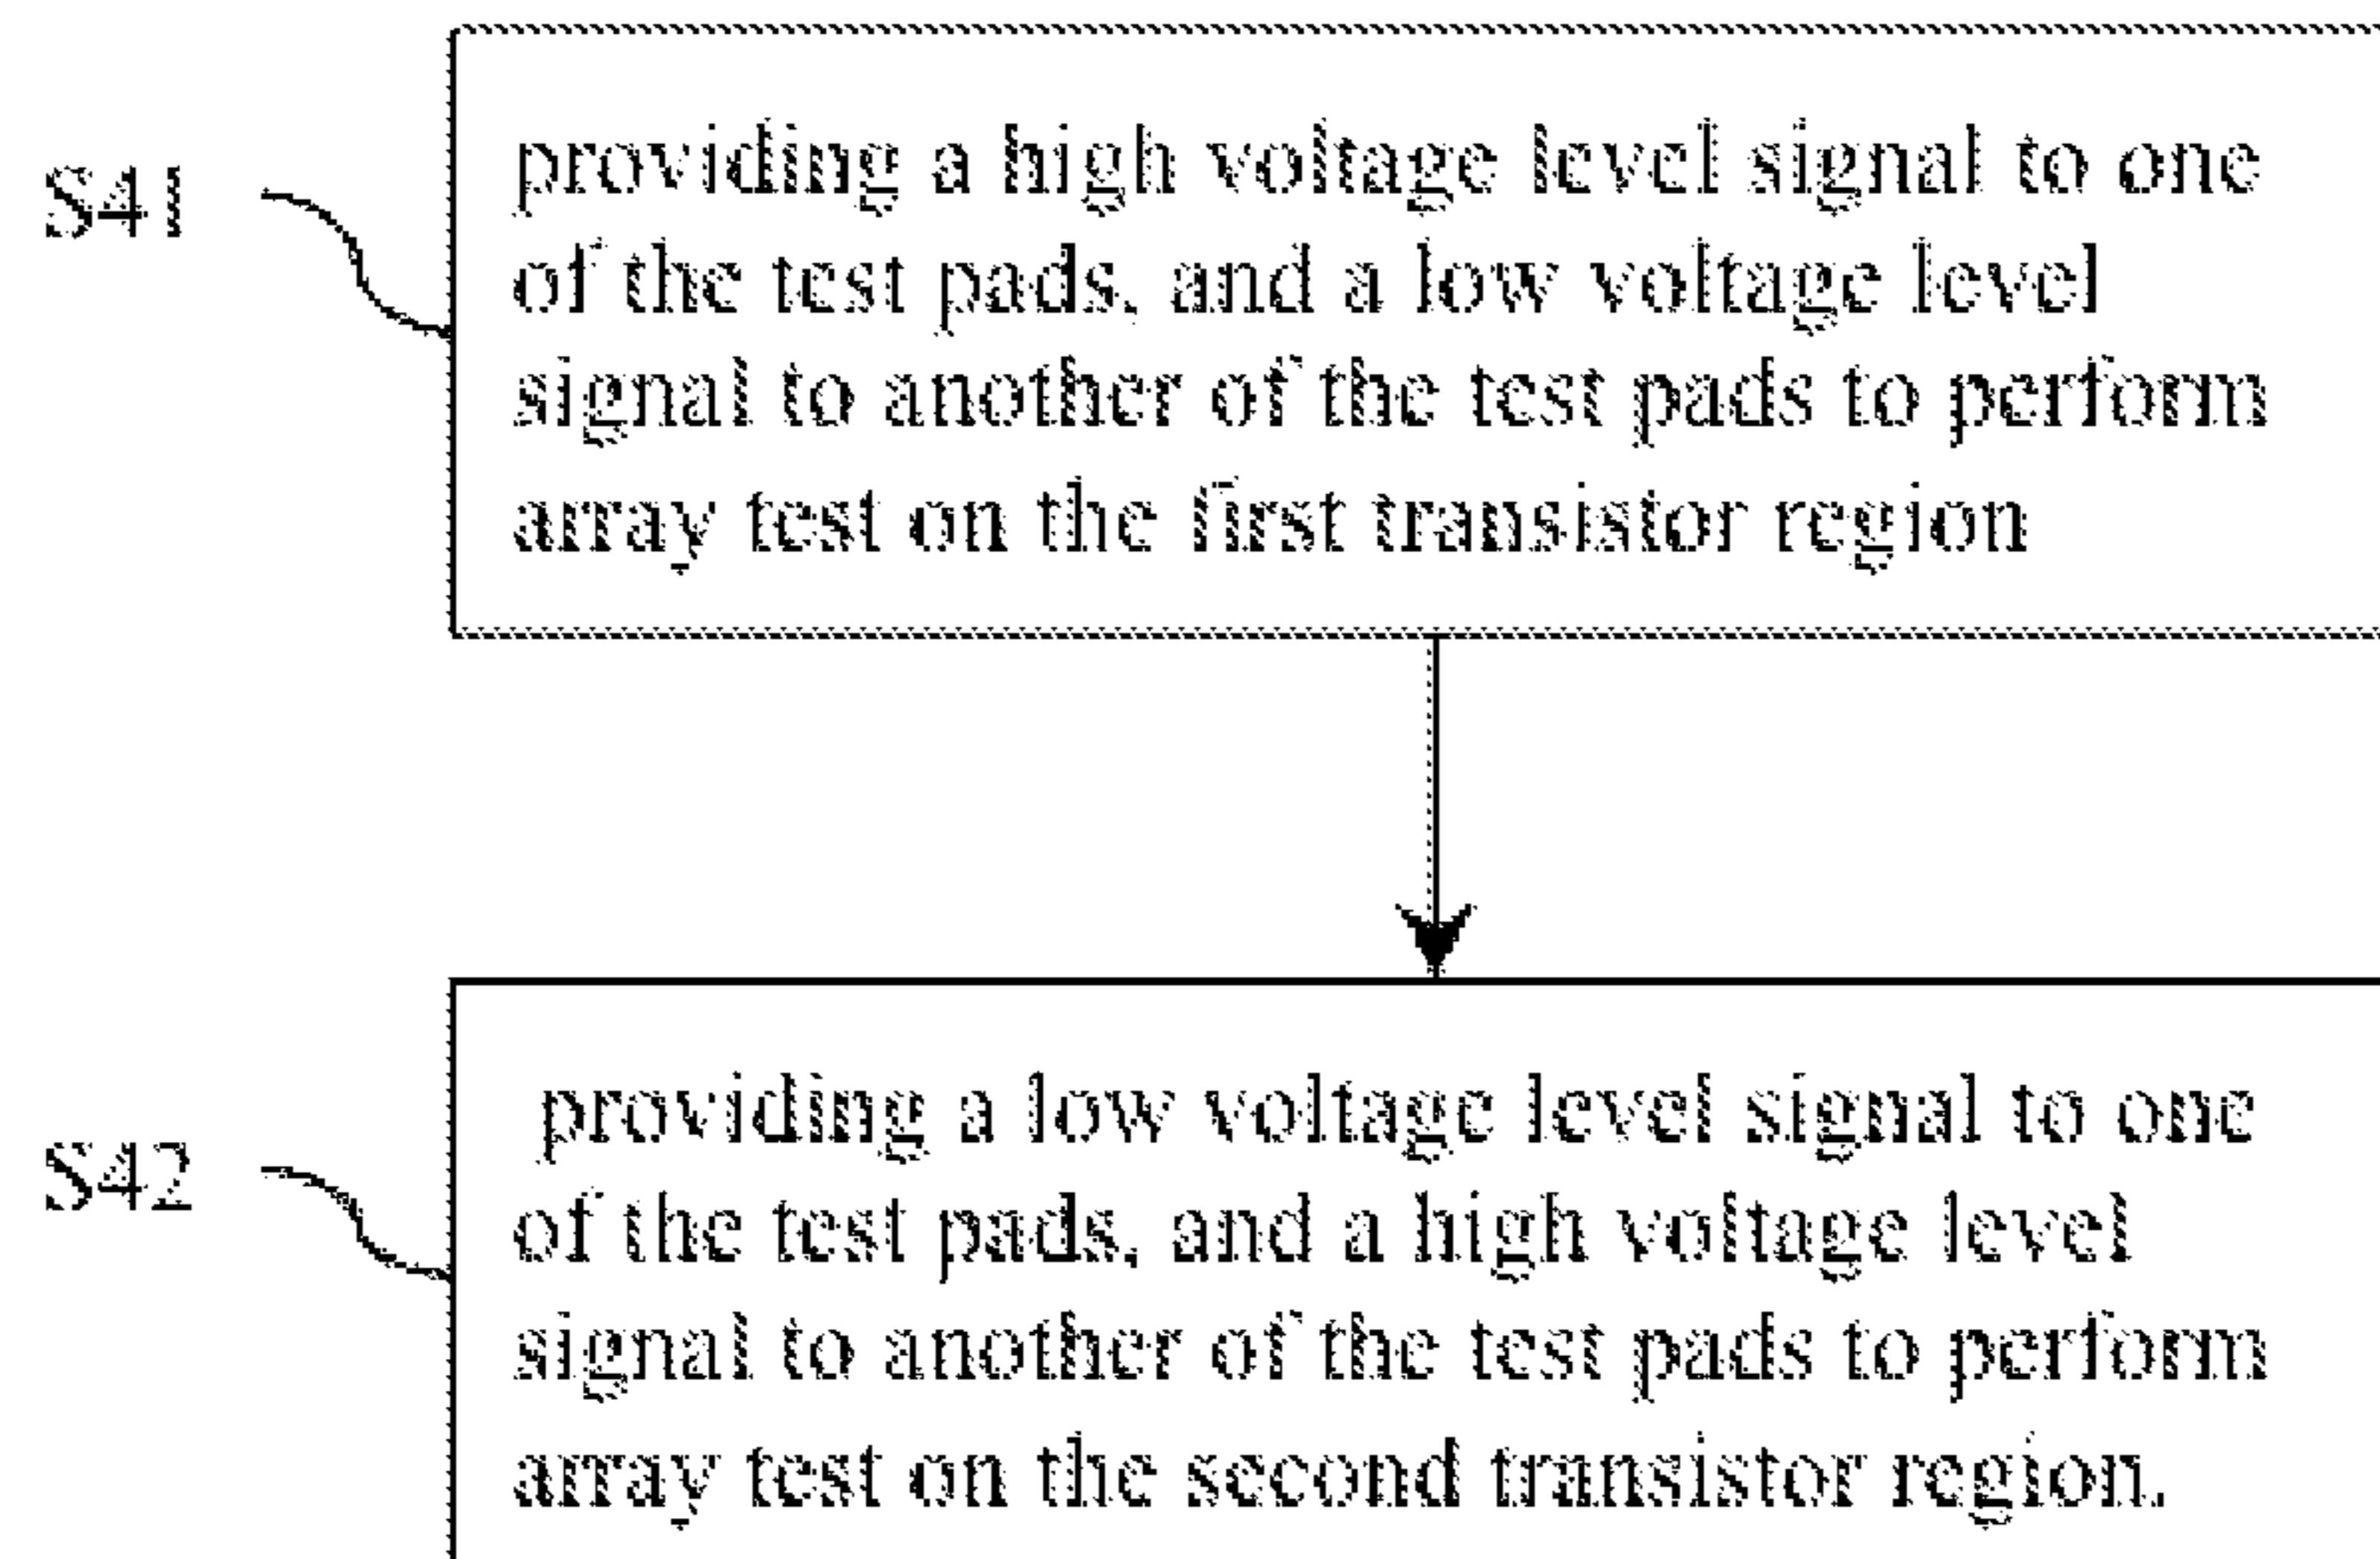 S41
providing a high voltage level signal to one
of the test pads, and a low voltage level
signal to another of the test pads to perform
array test on the first transistor region
S42
providing a low voltage level signal to one
of the test pads, and a high voltage level
signal to another of the test pads to perform
array test on the second transistor region.